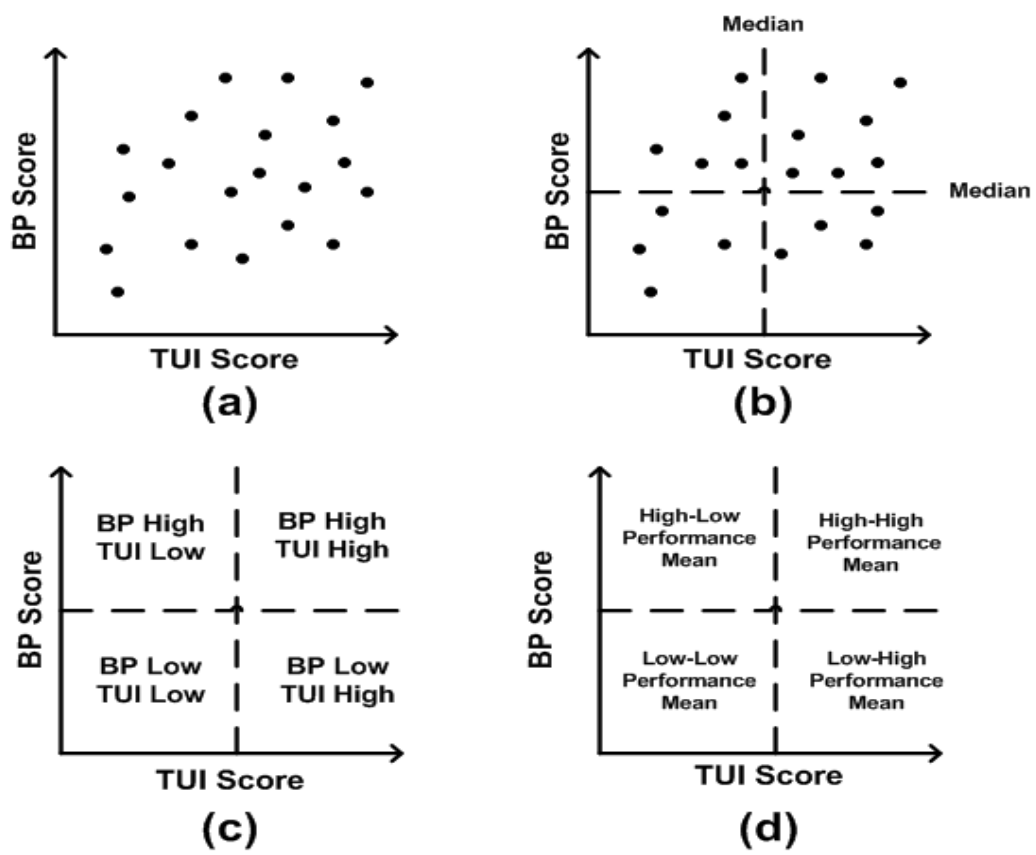 BP Score
TUI Score
(a)
Median
Median
BP Score
TUI Score
(b)
BP High
TUI Low
BP High
TUI High
BP Low
TUI Low
BP Low
TUI High
BP Score
TUI Score
(c)
High-Low
Performance
Mean
High-High
Performance
Mean
Low-Low
Performance
Mean
Low-High
Performance
Mean
BP Score
TUI Score
(d)